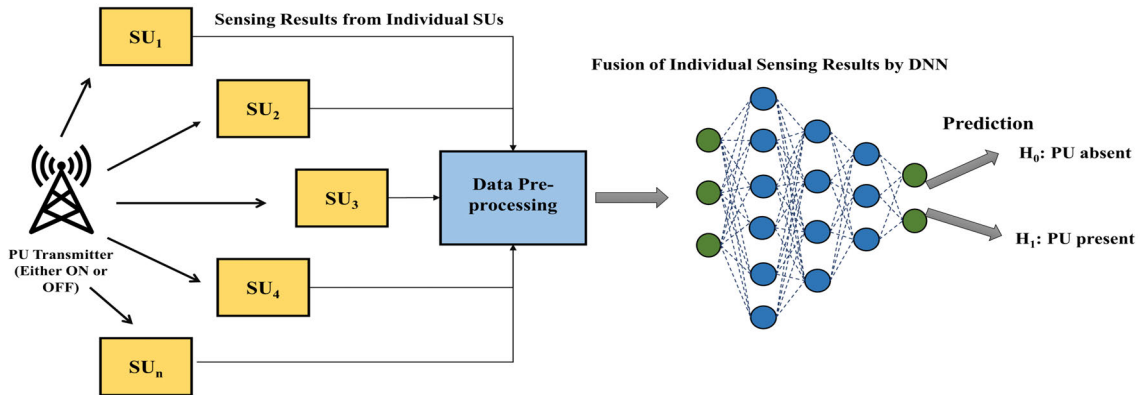 Sensing Results from Individual SUs
SU₁
SU₂
SU₃
SU₄
SUₙ
PU Transmitter
(Either ON or
OFF)
Data Pre-
processing
Fusion of Individual Sensing Results by DNN
Prediction
H₀: PU absent
H₁: PU present